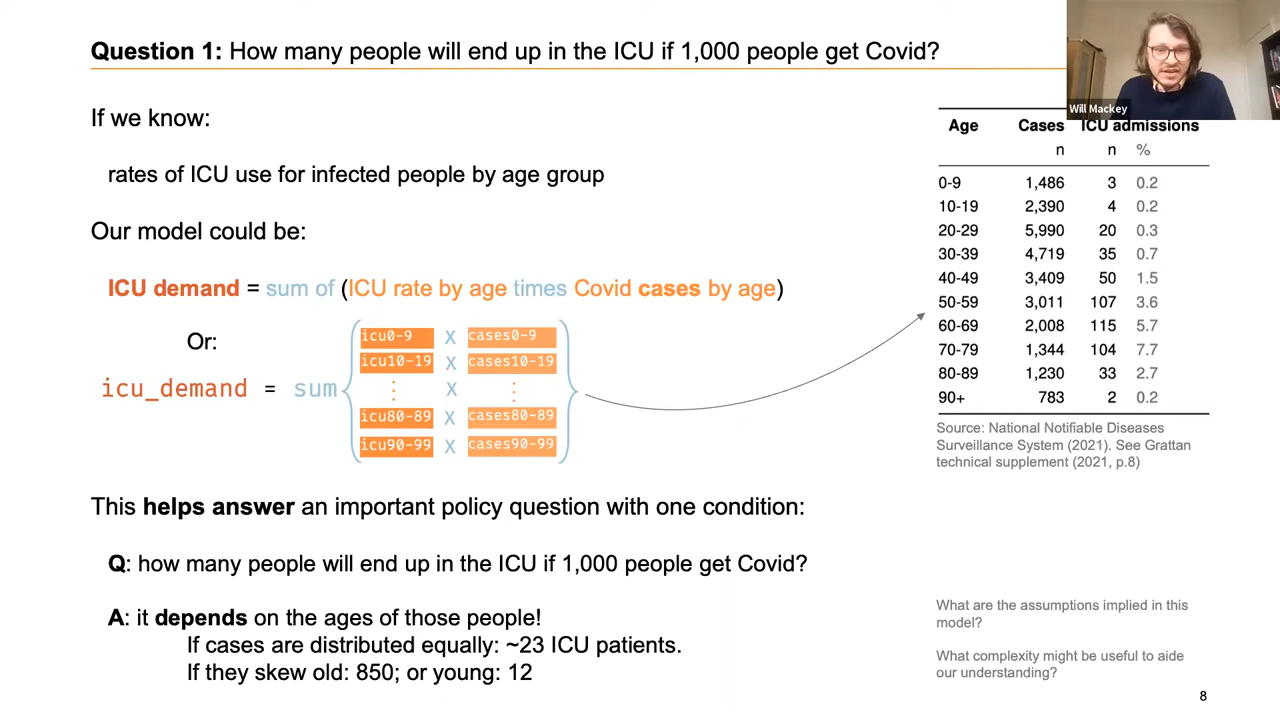 Question 1: How many people will end up in the ICU if 1,000 people get Covid?
Will Mackey
If we know:
rates of ICU use for infected people by age group
Our model could be:
ICU demand = sum of (ICU rate by age times Covid cases by age)
Or:
icu_demand = sum
icu0-9 X cases0-9
icu10-19 X cases10-19
⋮ X ⋮
icu80-89 X cases80-89
icu90-99 X cases90-99
Age Cases ICU admissions
n n %
0-9 1,486 3 0.2
10-19 2,390 4 0.2
20-29 5,990 20 0.3
30-39 4,719 35 0.7
40-49 3,409 50 1.5
50-59 3,011 107 3.6
60-69 2,008 115 5.7
70-79 1,344 104 7.7
80-89 1,230 33 2.7
90+ 783 2 0.2
Source: National Notifiable Diseases
Surveillance System (2021). See Grattan
technical supplement (2021, p.8)
This helps answer an important policy question with one condition:
Q: how many people will end up in the ICU if 1,000 people get Covid?
A: it depends on the ages of those people!
If cases are distributed equally: ~23 ICU patients.
If they skew old: 850; or young: 12
What are the assumptions implied in this
model?
What complexity might be useful to aide
our understanding?
8